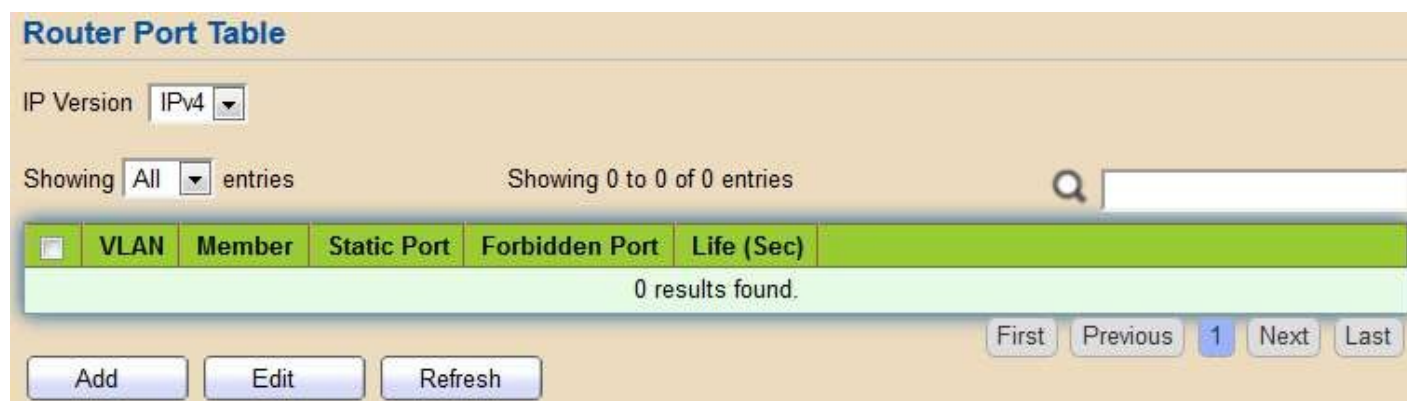 Router Port Table
IP Version IPv4
Showing All entries Showing 0 to 0 of 0 entries
VLAN Member Static Port Forbidden Port Life (Sec)
0 results found.
First Previous 1 Next Last
Add Edit Refresh